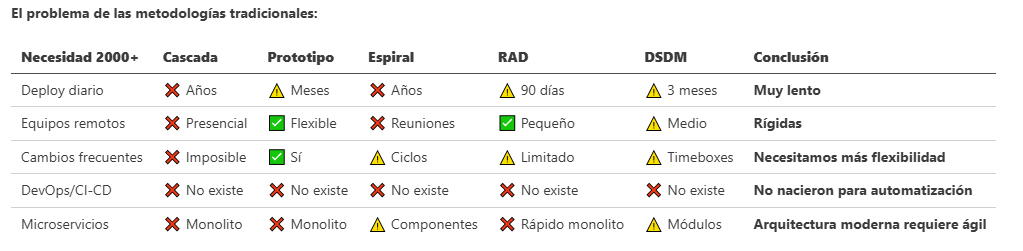 El problema de las metodologías tradicionales:
Necesidad 2000+ Cascada Prototipo Espiral RAD DSDM Conclusión
Deploy diario ❌ Años ⚠️ Meses ❌ Años ⚠️ 90 días ⚠️ 3 meses Muy lento
Equipos remotos ❌ Presencial ✅ Flexible ❌ Reuniones ✅ Pequeño ⚠️ Medio Rígidas
Cambios frecuentes ❌ Imposible ✅ Sí ⚠️ Ciclos ⚠️ Limitado ⚠️ Timeboxes Necesitamos más flexibilidad
DevOps/CI-CD ❌ No existe ❌ No existe ❌ No existe ❌ No existe ❌ No existe No nacieron para automatización
Microservicios ❌ Monolito ❌ Monolito ⚠️ Componentes ❌ Rápido monolito ⚠️ Módulos Arquitectura moderna requiere ágil